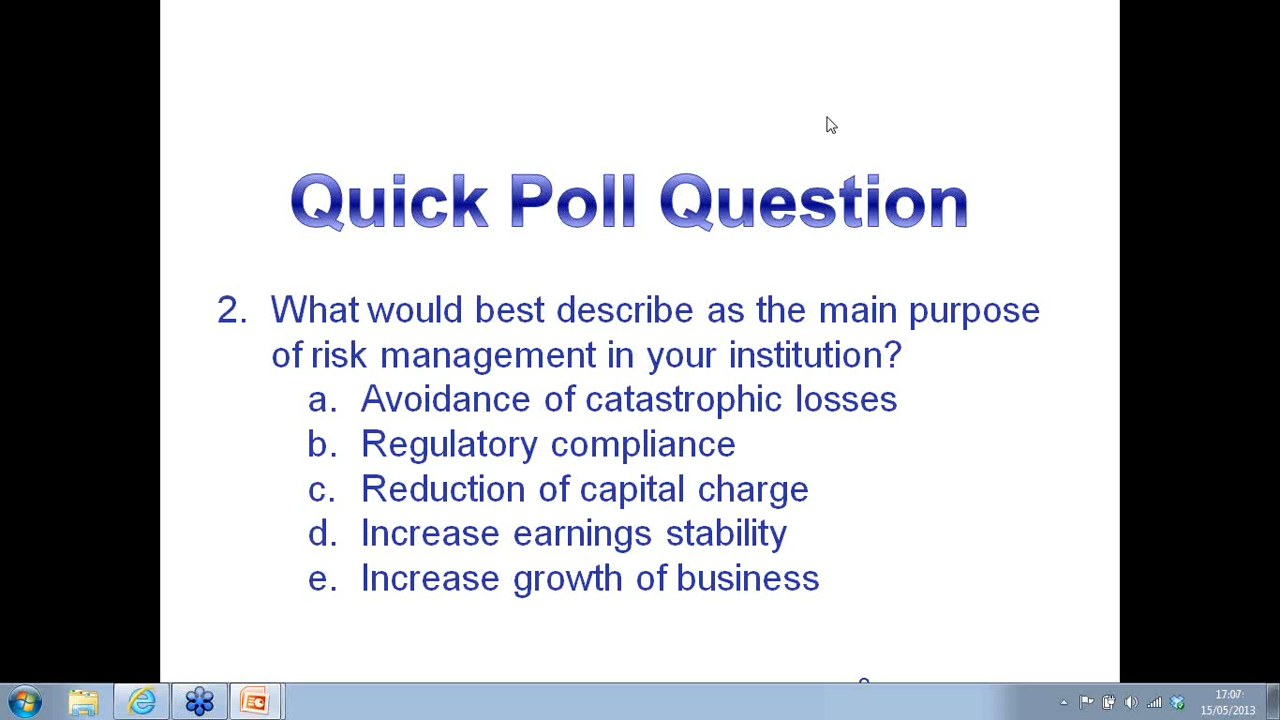 Quick Poll Question
2. What would best describe as the main purpose
of risk management in your institution?
a. Avoidance of catastrophic losses
b. Regulatory compliance
c. Reduction of capital charge
d. Increase earnings stability
e. Increase growth of business
17:07
15/05/2013